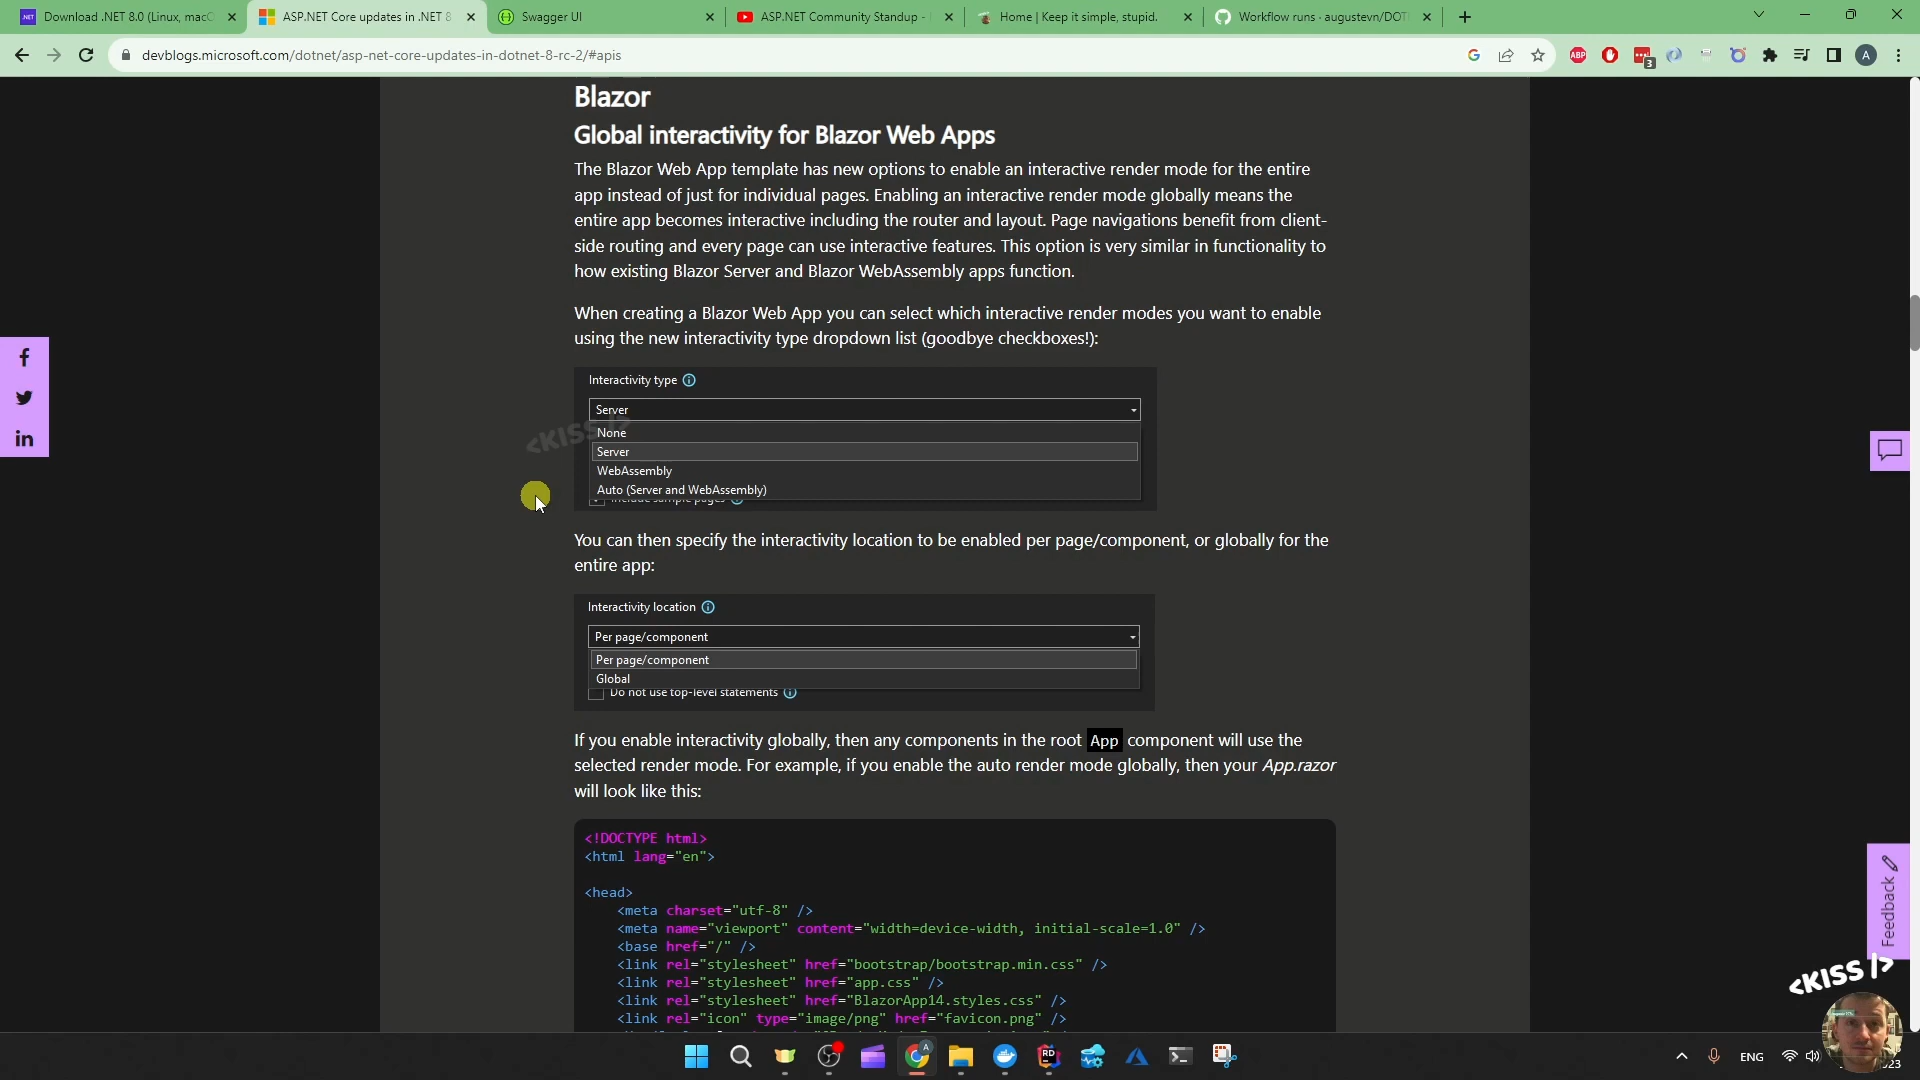 Download .NET 8.0 (Linux, macO
ASP.NET Core updates in .NET 8
Swagger UI
ASP.NET Community Standup -
Home | Keep it simple, stupid.
Workflow runs · augustevn/DOT
devblogs.microsoft.com/dotnet/asp-net-core-updates-in-dotnet-8-rc-2/#apis
ABP
3
A
Blazor
Global interactivity for Blazor Web Apps
The Blazor Web App template has new options to enable an interactive render mode for the entire
app instead of just for individual pages. Enabling an interactive render mode globally means the
entire app becomes interactive including the router and layout. Page navigations benefit from client-
side routing and every page can use interactive features. This option is very similar in functionality to
how existing Blazor Server and Blazor WebAssembly apps function.
When creating a Blazor Web App you can select which interactive render modes you want to enable
using the new interactivity type dropdown list (goodbye checkboxes!):
Interactivity type
Server
None
Server
WebAssembly
Auto (Server and WebAssembly)
Include sample pages
<KISS />
You can then specify the interactivity location to be enabled per page/component, or globally for the
entire app:
Interactivity location
Per page/component
Per page/component
Global
Do not use top-level statements
If you enable interactivity globally, then any components in the root App component will use the
selected render mode. For example, if you enable the auto render mode globally, then your App.razor
will look like this:
<!DOCTYPE html>
<html lang="en">
<head>
<meta charset="utf-8" />
<meta name="viewport" content="width=device-width, initial-scale=1.0" />
<base href="/" />
<link rel="stylesheet" href="bootstrap/bootstrap.min.css" />
<link rel="stylesheet" href="app.css" />
<link rel="stylesheet" href="BlazorApp14.styles.css" />
<link rel="icon" type="image/png" href="favicon.png" />
Feedback
<KISS />
A
RD
ENG